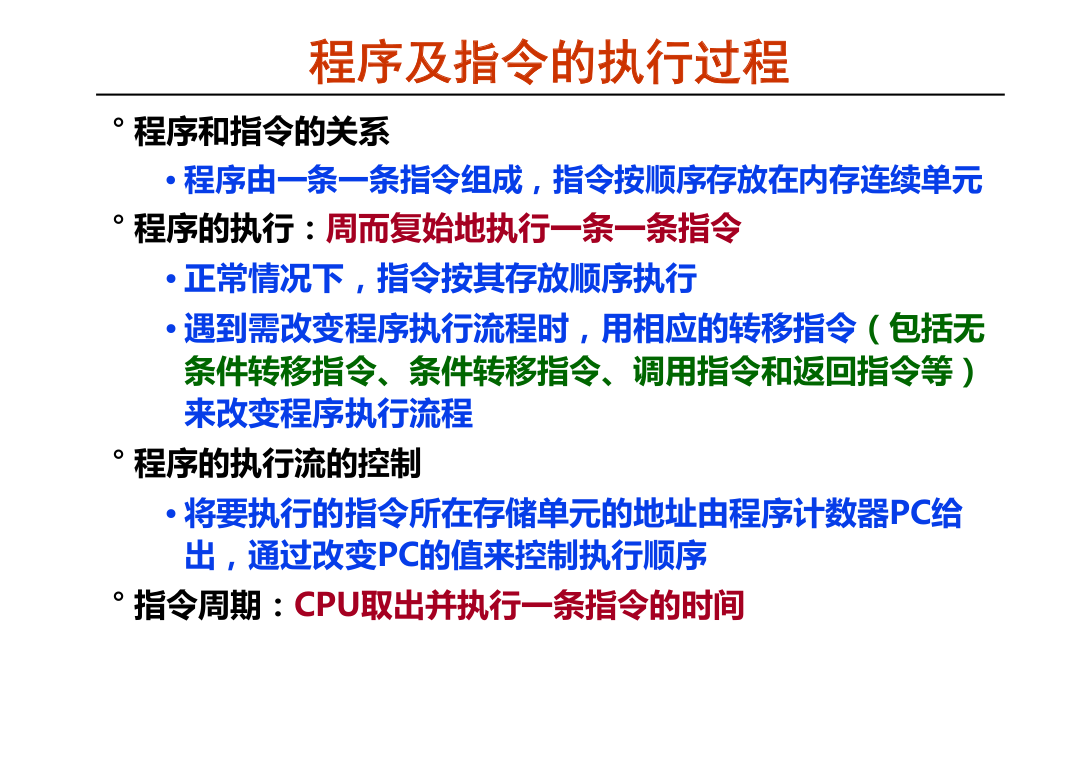 程序及指令的执行过程
° 程序和指令的关系
• 程序由一条一条指令组成，指令按顺序存放在内存连续单元
° 程序的执行：周而复始地执行一条一条指令
• 正常情况下，指令按其存放顺序执行
• 遇到需改变程序执行流程时，用相应的转移指令（包括无
条件转移指令、条件转移指令、调用指令和返回指令等）
来改变程序执行流程
° 程序的执行流的控制
• 将要执行的指令所在存储单元的地址由程序计数器PC给
出，通过改变PC的值来控制执行顺序
° 指令周期：CPU取出并执行一条指令的时间